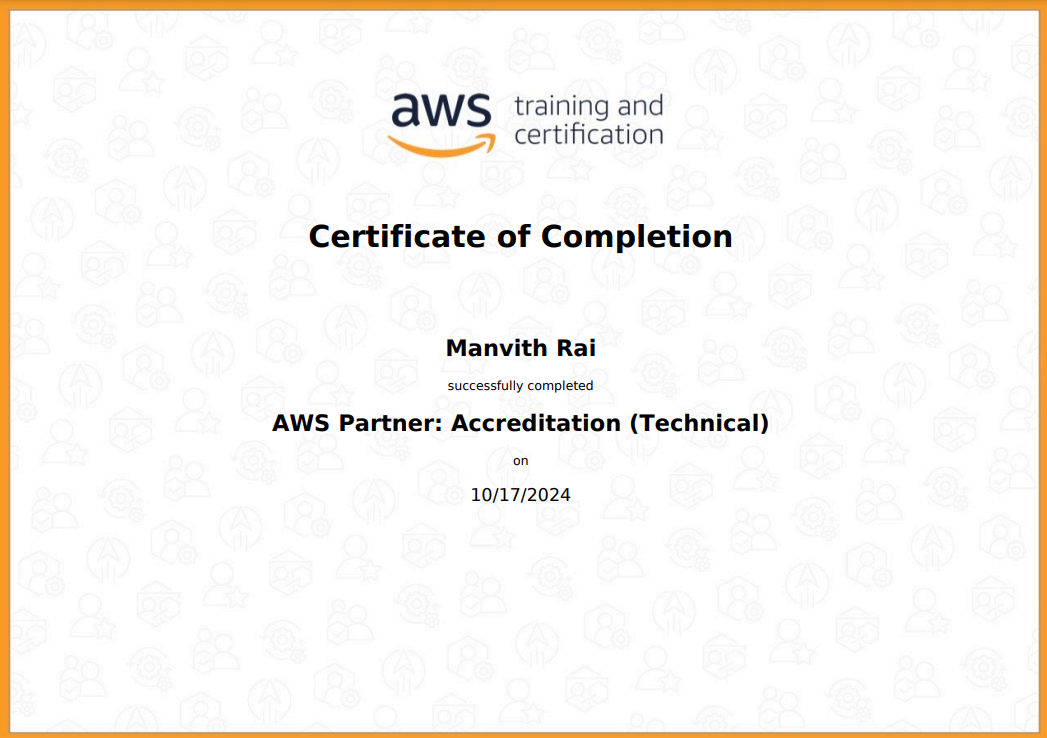 aws training and
certification
Certificate of Completion
Manvith Rai
successfully completed
AWS Partner: Accreditation (Technical)
on
10/17/2024